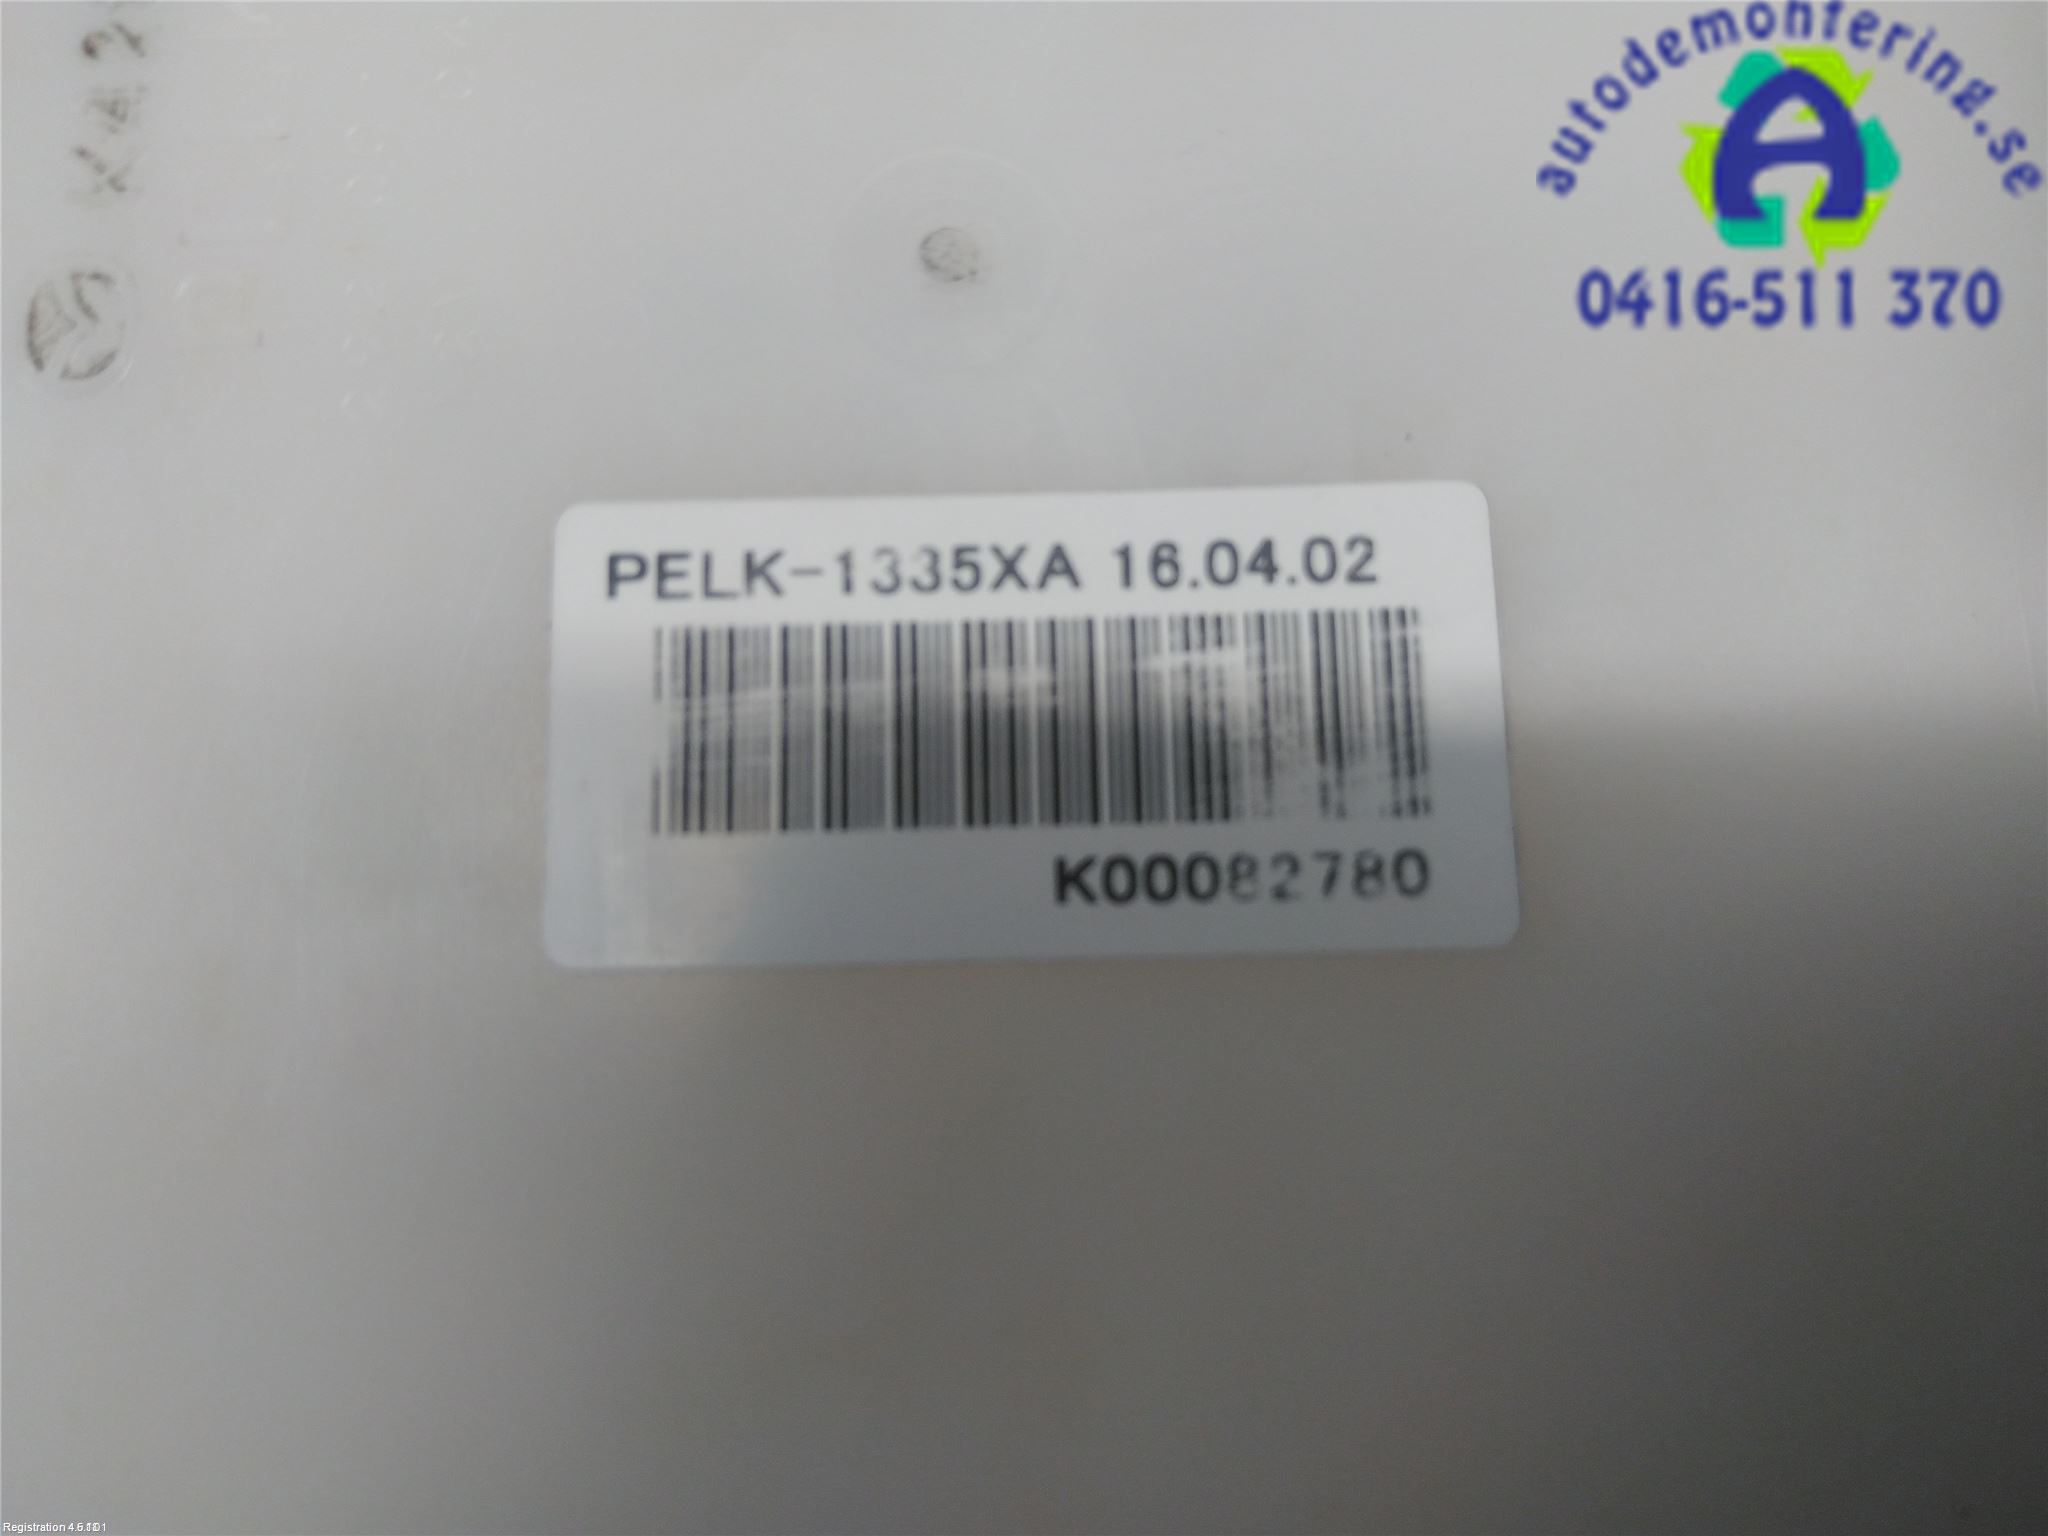 autodemontering.se
A
0416-511 370
PELK-1335XA 16.04.02
K00082780